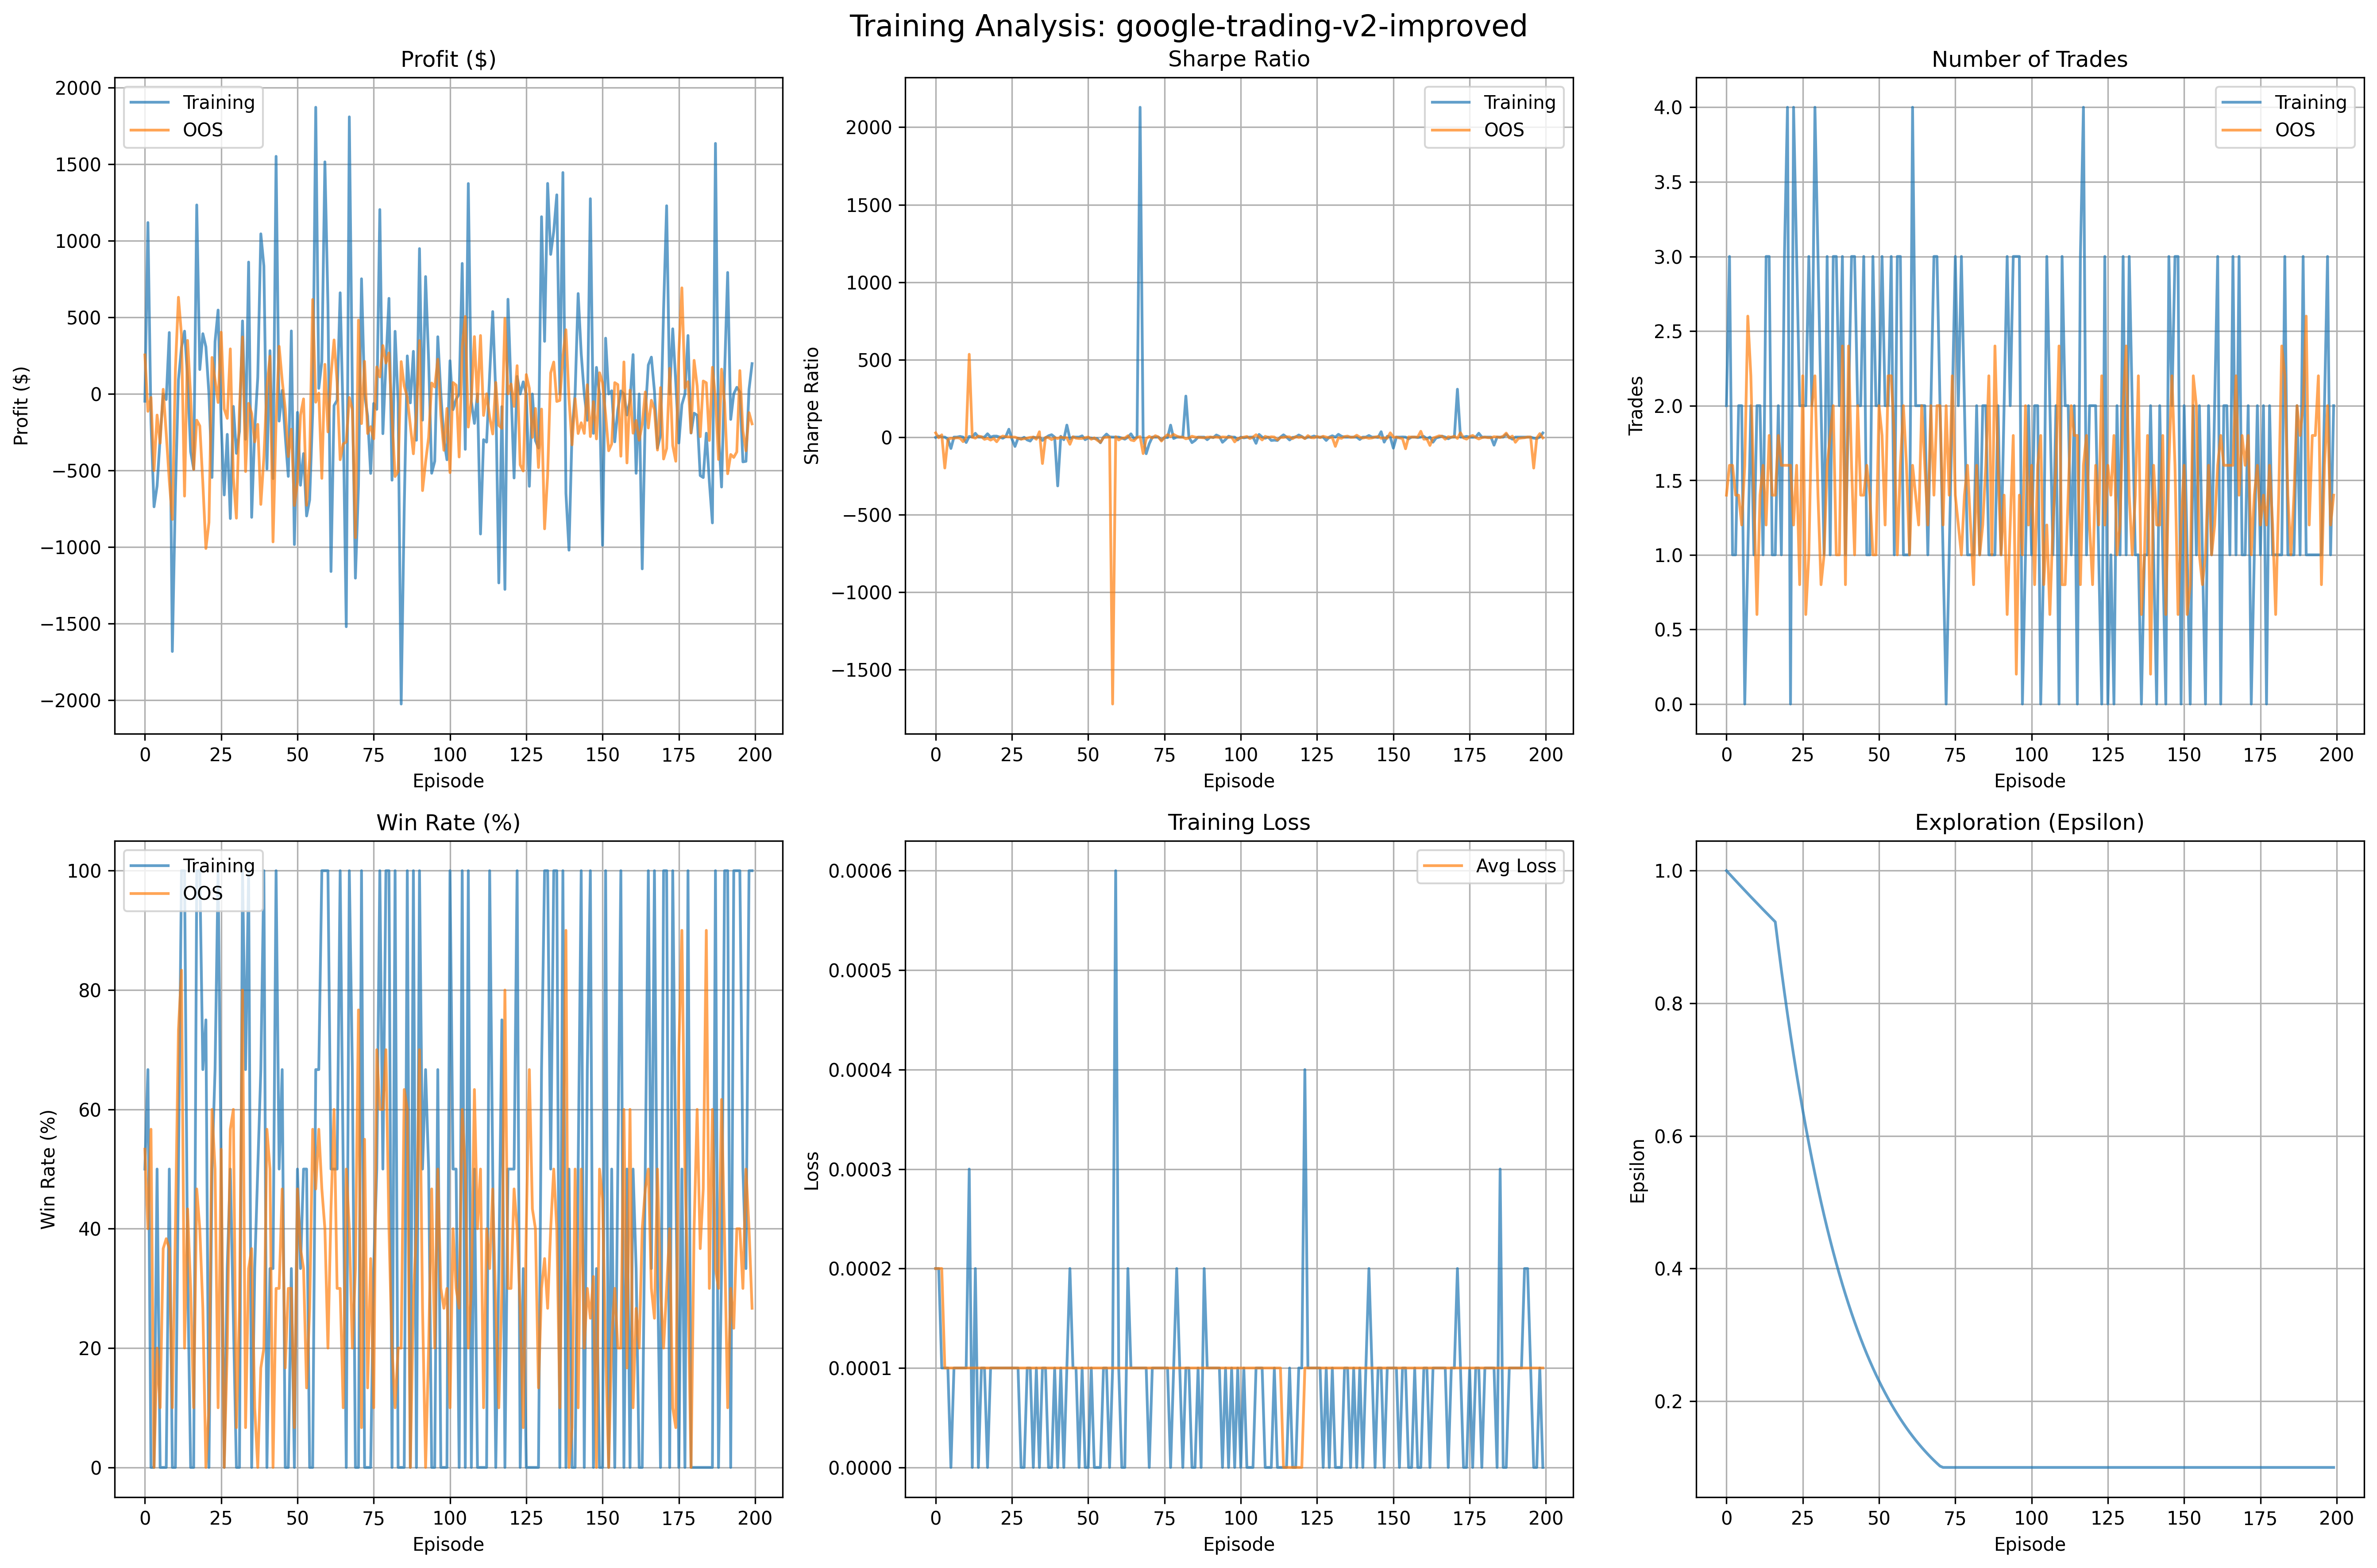 Training Analysis: google-trading-v2-improved
Profit ($)
2000
1500
1000
500
0
−500
−1000
−1500
−2000
Profit ($)
Training
OOS
0 25 50 75 100 125 150 175 200
Episode
Sharpe Ratio
2000
1500
1000
500
0
−500
−1000
−1500
Sharpe Ratio
Training
OOS
0 25 50 75 100 125 150 175 200
Episode
Number of Trades
4.0
3.5
3.0
2.5
2.0
1.5
1.0
0.5
0.0
Trades
Training
OOS
0 25 50 75 100 125 150 175 200
Episode
Win Rate (%)
100
80
60
40
20
0
Win Rate (%)
Training
OOS
0 25 50 75 100 125 150 175 200
Episode
Training Loss
0.0006
0.0005
0.0004
0.0003
0.0002
0.0001
0.0000
Loss
Avg Loss
0 25 50 75 100 125 150 175 200
Episode
Exploration (Epsilon)
1.0
0.8
0.6
0.4
0.2
Epsilon
0 25 50 75 100 125 150 175 200
Episode